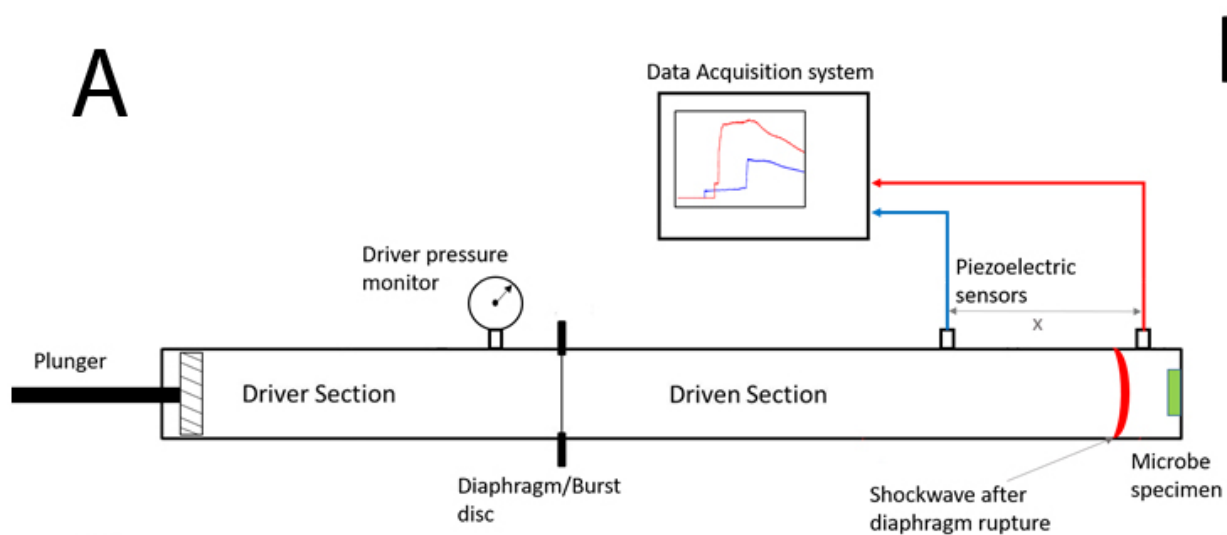 A
Data Acquisition system
Driver pressure
monitor
Piezoelectric
sensors
x
Plunger
Driver Section
Driven Section
Diaphragm/Burst
disc
Shockwave after
diaphragm rupture
Microbe
specimen